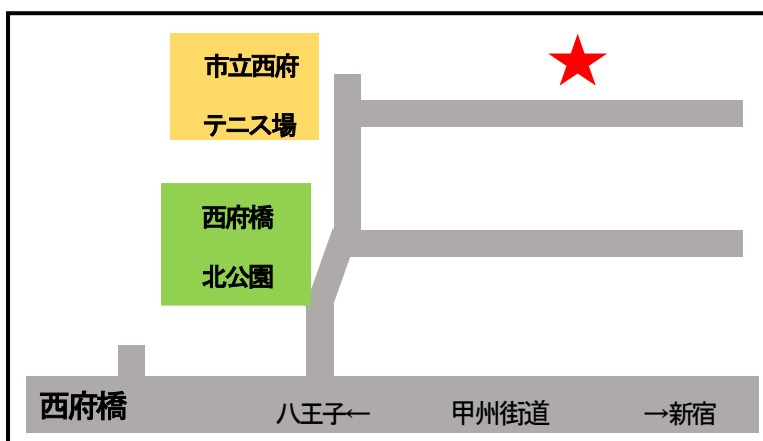 市立西府
テニス場
西府橋
北公園
西府橋
八王子←
甲州街道
→新宿